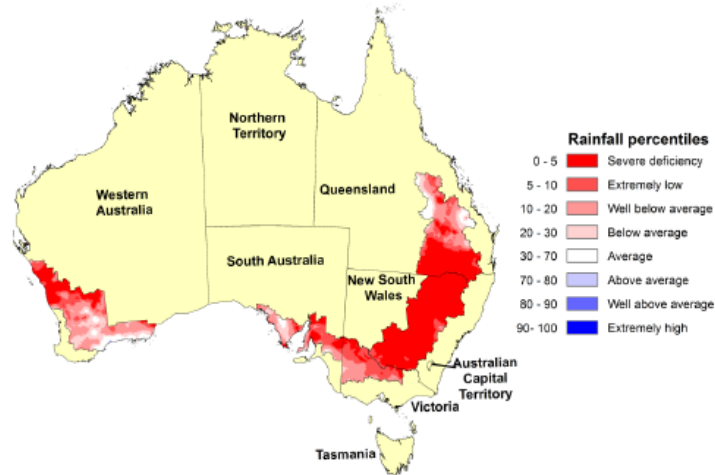 Northern
Territory
Western
Australia
Queensland
South Australia
New South
Wales
Australian
Capital
Territory
Victoria
Tasmania
Rainfall percentiles
0 - 5 Severe deficiency
5 - 10 Extremely low
10 - 20 Well below average
20 - 30 Below average
30 - 70 Average
70 - 80 Above average
80 - 90 Well above average
90- 100 Extremely high